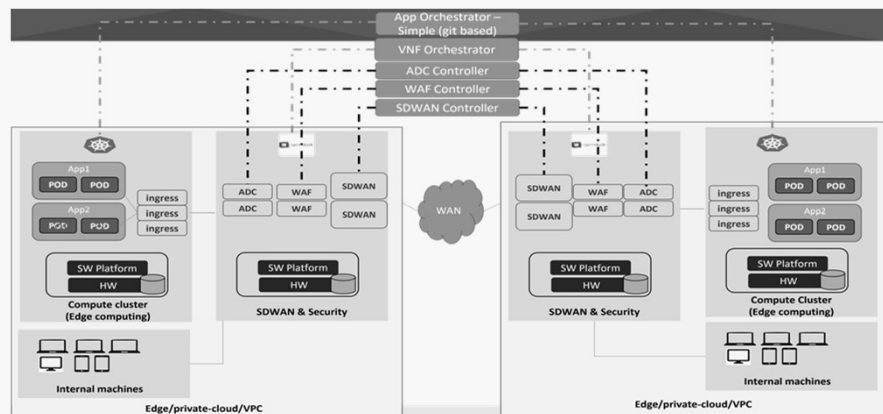 App Orchestrator –
Simple (git based)
VNF Orchestrator
ADC Controller
WAF Controller
SDWAN Controller
App1
POD POD
App2
POD POD
ingress
ingress
ingress
SW Platform
HW
Compute cluster
(Edge computing)
ADC WAF SDWAN
ADC WAF SDWAN
SW Platform
HW
SDWAN & Security
Internal machines
Edge/private-cloud/VPC
WAN
SDWAN WAF ADC
SDWAN WAF ADC
SW Platform
HW
SDWAN & Security
ingress
ingress
ingress
App1
POD POD
App2
POD POD
SW Platform
HW
Compute Cluster
(Edge computing)
Internal machines
Edge/private-cloud/VPC